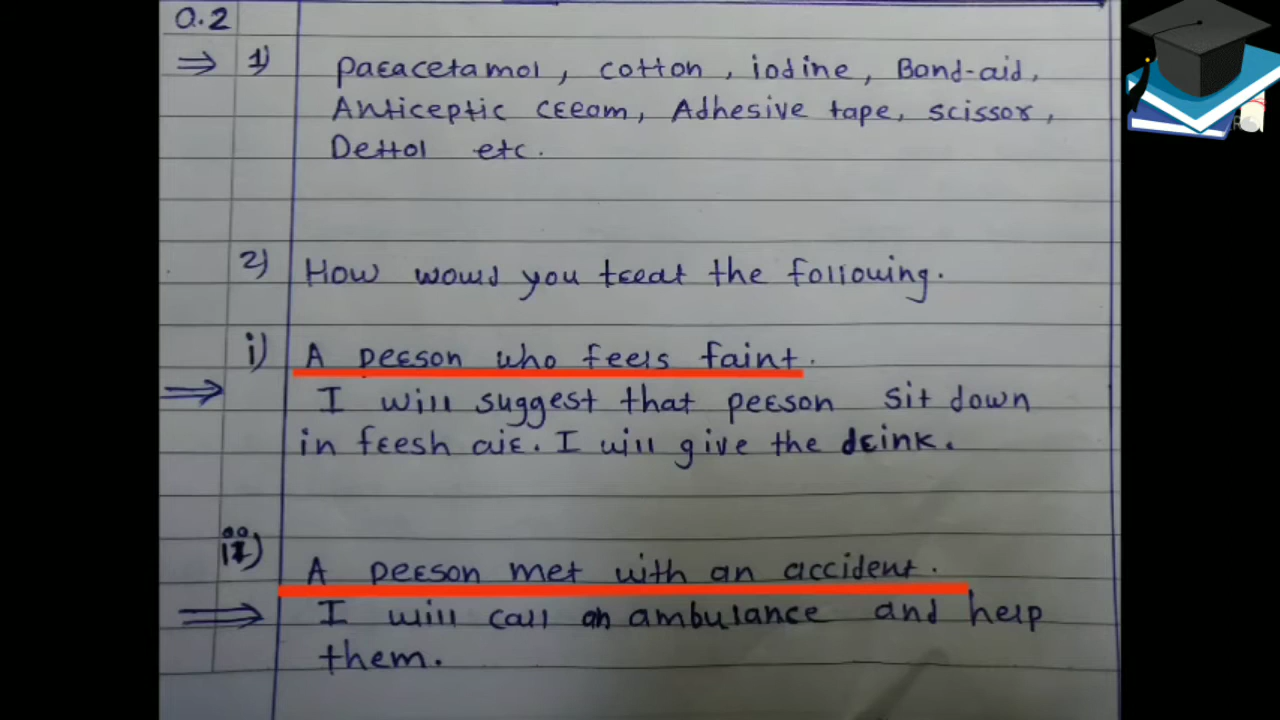 Q.2
⇒ 1) Paracetamol, cotton, iodine, Band-aid,
Anticeptic cream, Adhesive tape, scissor,
Dettol etc.
2) How would you treat the following.
i) A person who feels faint.
⇒ I will suggest that person sit down
in fresh air. I will give the drink.
ii) A person met with an accident.
⇒ I will call an ambulance and help
them.